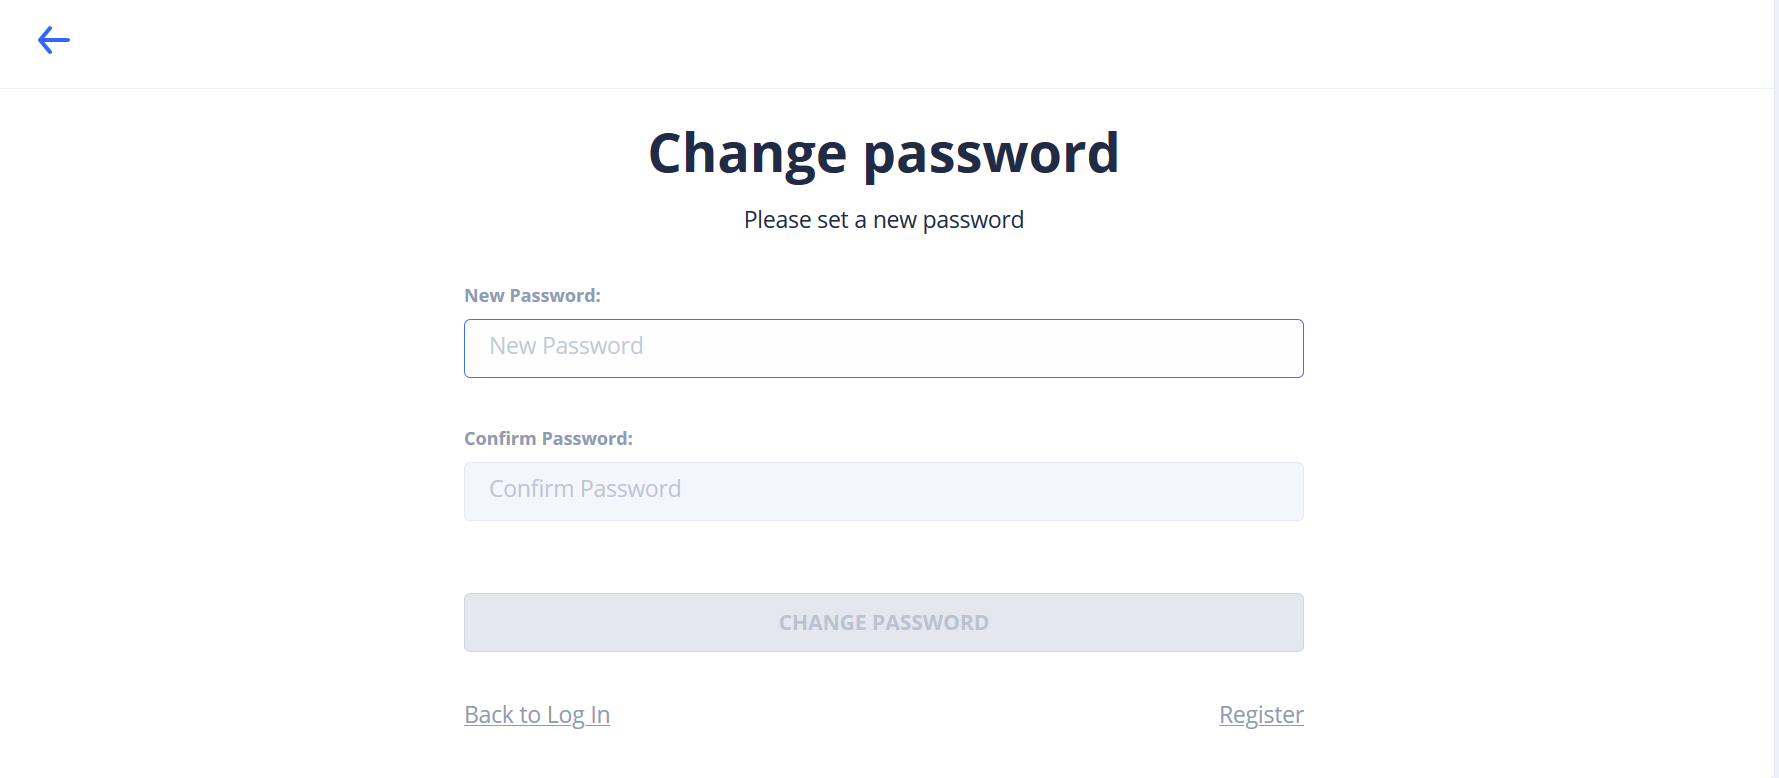 Change password
Please set a new password
New Password:
New Password
Confirm Password:
Confirm Password
CHANGE PASSWORD
Back to Log In
Register